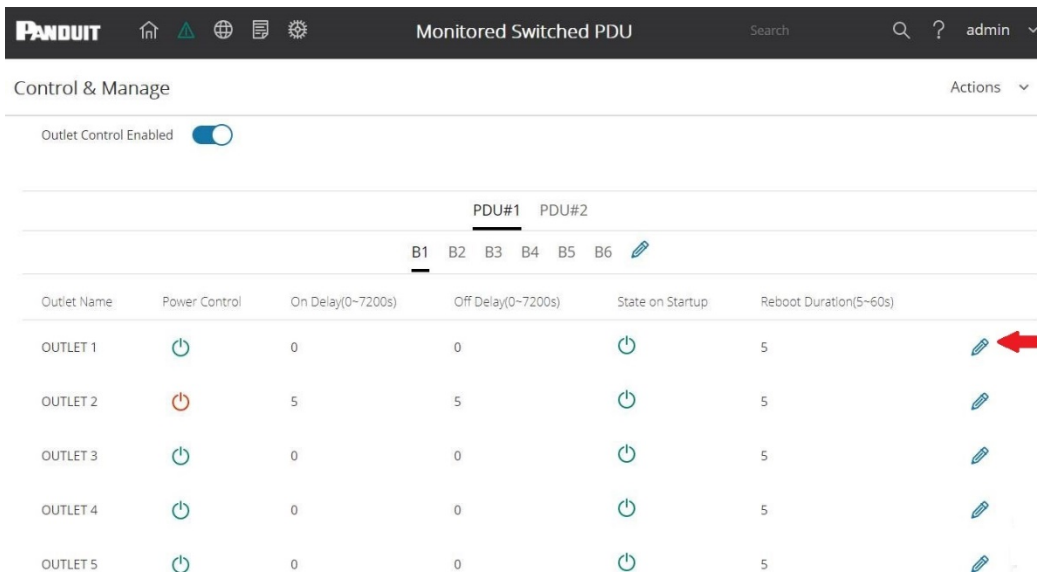 PANDUIT Monitored Switched PDU Search ? admin
Control & Manage Actions
Outlet Control Enabled
PDU#1 PDU#2
B1 B2 B3 B4 B5 B6
Outlet Name Power Control On Delay(0~7200s) Off Delay(0~7200s) State on Startup Reboot Duration(5~60s)
OUTLET 1 0 0 5
OUTLET 2 5 5 5
OUTLET 3 0 0 5
OUTLET 4 0 0 5
OUTLET 5 0 0 5